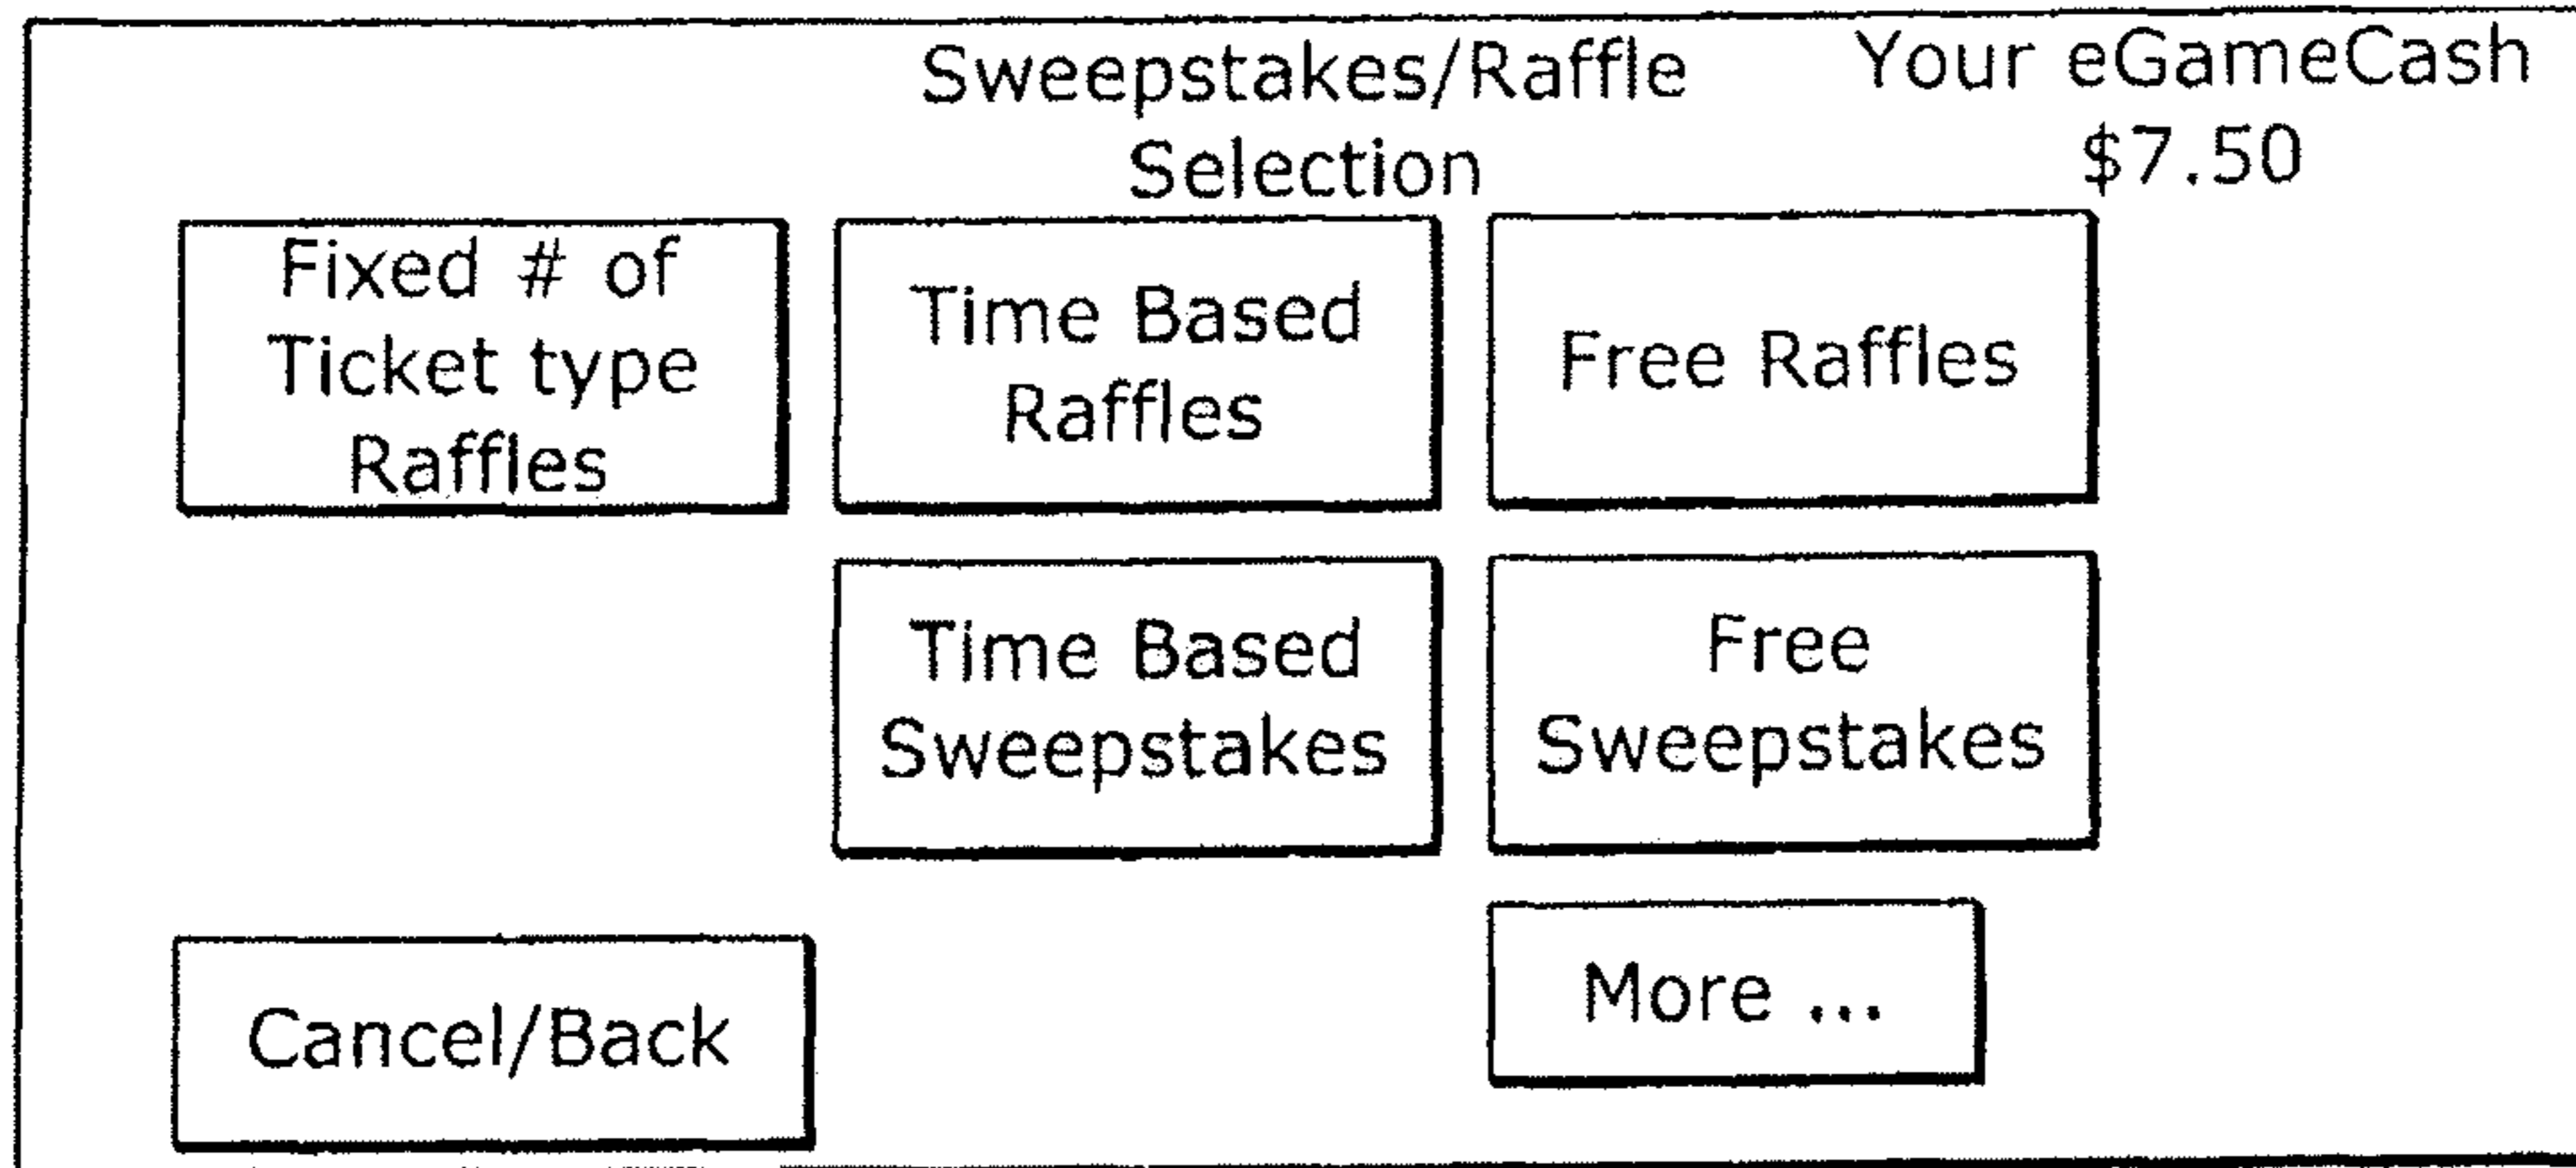 Sweepstakes/Raffle
Selection
Your eGameCash
$7.50
Fixed # of
Ticket type
Raffles
Time Based
Raffles
Free Raffles
Time Based
Sweepstakes
Free
Sweepstakes
Cancel/Back
More ...